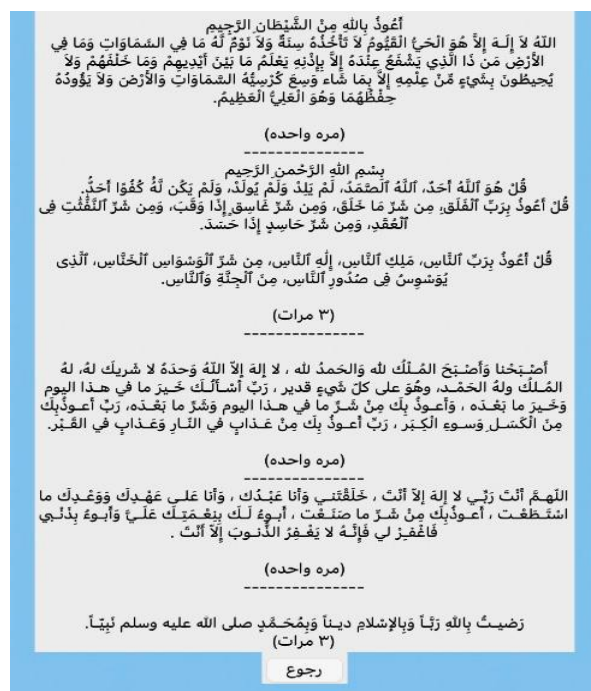 أَعُوذُ بِاللهِ مِنْ الشَّيْطَانِ الرَّجِيمِ
اللّهُ لاَ إِلَـهَ إِلاَّ هُوَ الْحَيُّ الْقَيُّومُ لاَ تَأْخُذُهُ سِنَةٌ وَلاَ نَوْمٌ لَّهُ مَا فِي السَّمَاوَاتِ وَمَا فِي
الأَرْضِ مَن ذَا الَّذِي يَشْفَعُ عِنْدَهُ إِلاَّ بِإِذْنِهِ يَعْلَمُ مَا بَيْنَ أَيْدِيهِمْ وَمَا خَلْفَهُمْ وَلاَ
يُحِيطُونَ بِشَيْءٍ مِّنْ عِلْمِهِ إِلاَّ بِمَا شَاء وَسِعَ كُرْسِيُّهُ السَّمَاوَاتِ وَالأَرْضَ وَلاَ يَؤُودُهُ
حِفْظُهُمَا وَهُوَ الْعَلِيُّ الْعَظِيمُ.
(مره واحده)
---------------
بِسْمِ اللهِ الرَّحْمنِ الرَّحِيم
قُلْ هُوَ ٱللَّهُ أَحَدٌ، ٱللَّهُ ٱلصَّمَدُ، لَمْ يَلِدْ وَلَمْ يُولَدْ، وَلَمْ يَكُن لَّهُ كُفُوًا أَحَدٌۢ.
قُلْ أَعُوذُ بِرَبِّ ٱلْفَلَقِ، مِن شَرِّ مَا خَلَقَ، وَمِن شَرِّ غَاسِقٍ إِذَا وَقَبَ، وَمِن شَرِّ ٱلنَّفَّٰثَٰتِ فِى
ٱلْعُقَدِ، وَمِن شَرِّ حَاسِدٍ إِذَا حَسَدَ.
قُلْ أَعُوذُ بِرَبِّ ٱلنَّاسِ، مَلِكِ ٱلنَّاسِ، إِلَٰهِ ٱلنَّاسِ، مِن شَرِّ ٱلْوَسْوَاسِ ٱلْخَنَّاسِ، ٱلَّذِى
يُوَسْوِسُ فِى صُدُورِ ٱلنَّاسِ، مِنَ ٱلْجِنَّةِ وَٱلنَّاسِ.
(٣ مرات)
---------------
أَصْـبَحْنا وَأَصْـبَحَ المُـلْكُ لله وَالحَمدُ لله ، لا إلهَ إلاّ اللّهُ وَحدَهُ لا شَريكَ لهُ، لهُ
المُـلكُ ولهُ الحَمْـد، وهُوَ على كلّ شَيءٍ قدير ، رَبِّ أسْـأَلُـكَ خَـيرَ ما في هـذا اليوم
وَخَـيرَ ما بَعْـدَه ، وَأَعـوذُ بِكَ مِنْ شَـرِّ ما في هـذا اليوم وَشَرِّ ما بَعْـدَه، رَبِّ أَعـوذُبِكَ
مِنَ الْكَسَـلِ وَسـوءِ الْكِـبَر ، رَبِّ أَعـوذُ بِكَ مِنْ عَـذابٍ في النّـارِ وَعَـذابٍ في القَـبْر.
(مره واحده)
---------------
اللّهـمَّ أَنْتَ رَبِّـي لا إلهَ إلاّ أَنْتَ ، خَلَقْتَنـي وَأَنا عَبْـدُك ، وَأَنا عَلـى عَهْـدِكَ وَوَعْـدِكَ ما
اسْتَـطَعْـت ، أَعـوذُبِكَ مِنْ شَـرِّ ما صَنَـعْت ، أَبـوءُ لَـكَ بِنِعْـمَتِـكَ عَلَـيَّ وَأَبـوءُ بِذَنْـبي
فَاغْفـِرْ لي فَإِنَّـهُ لا يَغْـفِرُ الذُّنـوبَ إِلاّ أَنْتَ .
(مره واحده)
---------------
رَضيـتُ بِاللهِ رَبَّـاً وَبِالإسْلامِ ديـناً وَبِمُحَـمَّدٍ صلى الله عليه وسلم نَبِيّـاً.
(٣ مرات)
رجوع